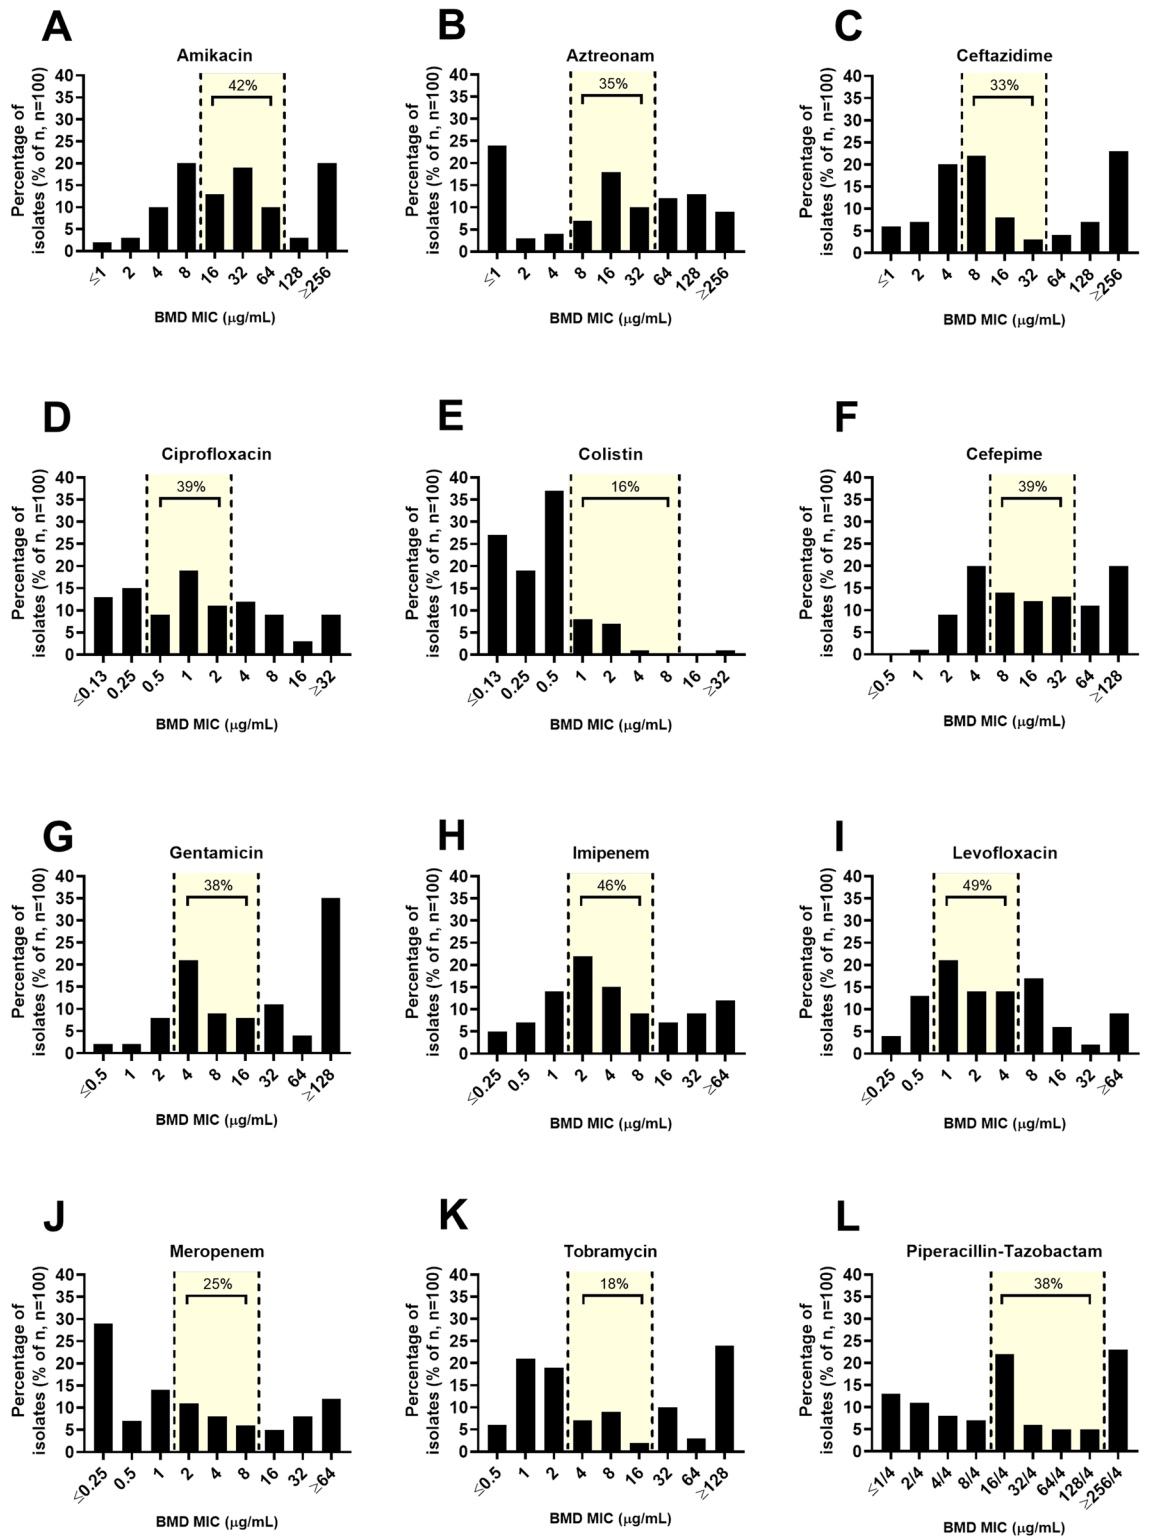 A
Amikacin
Percentage of
isolates (% of n, n=100)
40
35
30
25
20
15
10
5
0
42%
≤1 2 4 8 16 32 64 128 ≥256
BMD MIC (μg/mL)
B
Aztreonam
Percentage of
isolates (% of n, n=100)
40
35
30
25
20
15
10
5
0
35%
≤1 2 4 8 16 32 64 128 ≥256
BMD MIC (μg/mL)
C
Ceftazidime
Percentage of
isolates (% of n, n=100)
40
35
30
25
20
15
10
5
0
33%
≤1 2 4 8 16 32 64 128 ≥256
BMD MIC (μg/mL)
D
Ciprofloxacin
Percentage of
isolates (% of n, n=100)
40
35
30
25
20
15
10
5
0
39%
≤0.13 0.25 0.5 1 2 4 8 16 ≥32
BMD MIC (μg/mL)
E
Colistin
Percentage of
isolates (% of n, n=100)
40
35
30
25
20
15
10
5
0
16%
≤0.13 0.25 0.5 1 2 4 8 16 ≥32
BMD MIC (μg/mL)
F
Cefepime
Percentage of
isolates (% of n, n=100)
40
35
30
25
20
15
10
5
0
39%
≤0.5 1 2 4 8 16 32 64 ≥128
BMD MIC (μg/mL)
G
Gentamicin
Percentage of
isolates (% of n, n=100)
40
35
30
25
20
15
10
5
0
38%
≤0.5 1 2 4 8 16 32 64 ≥128
BMD MIC (μg/mL)
H
Imipenem
Percentage of
isolates (% of n, n=100)
40
35
30
25
20
15
10
5
0
46%
≤0.25 0.5 1 2 4 8 16 32 ≥64
BMD MIC (μg/mL)
I
Levofloxacin
Percentage of
isolates (% of n, n=100)
40
35
30
25
20
15
10
5
0
49%
≤0.25 0.5 1 2 4 8 16 32 ≥64
BMD MIC (μg/mL)
J
Meropenem
Percentage of
isolates (% of n, n=100)
40
35
30
25
20
15
10
5
0
25%
≤0.25 0.5 1 2 4 8 16 32 ≥64
BMD MIC (μg/mL)
K
Tobramycin
Percentage of
isolates (% of n, n=100)
40
35
30
25
20
15
10
5
0
18%
≤0.5 1 2 4 8 16 32 64 ≥128
BMD MIC (μg/mL)
L
Piperacillin-Tazobactam
Percentage of
isolates (% of n, n=100)
40
35
30
25
20
15
10
5
0
38%
≤1/4 2/4 4/4 8/4 16/4 32/4 64/4 128/4 ≥256/4
BMD MIC (μg/mL)